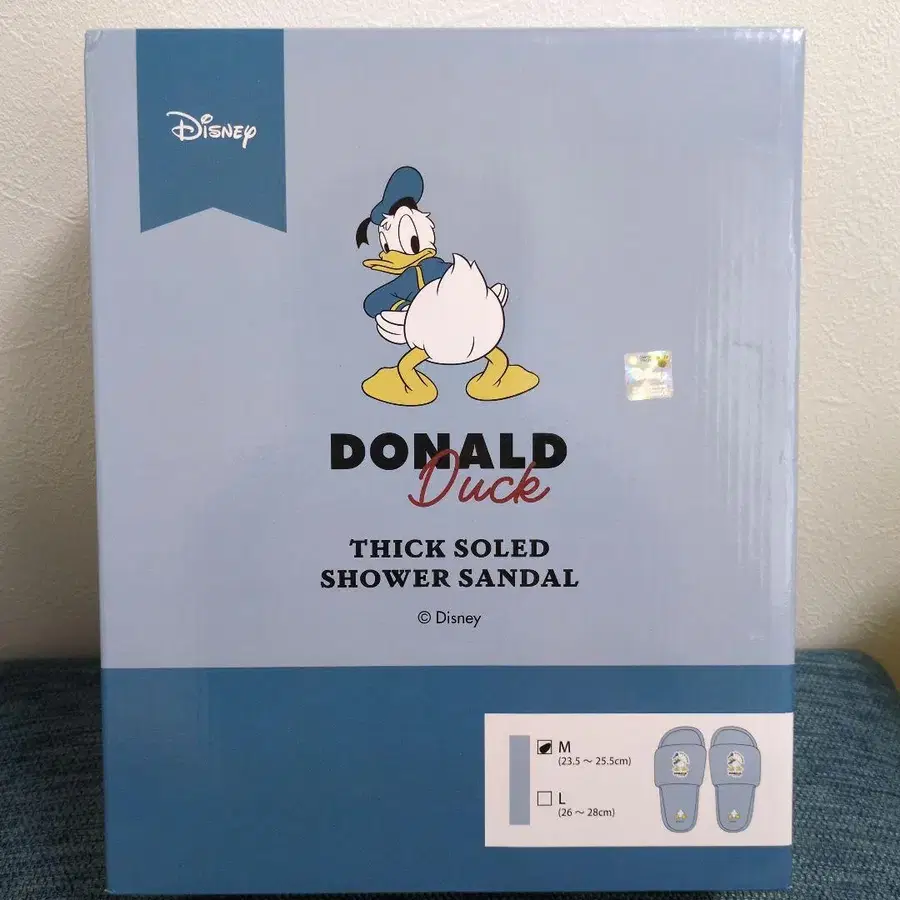 Disney
DONALD
Duck
THICK SOLED
SHOWER SANDAL
© Disney
M
(23.5 ～ 25.5cm)
L
(26 ～ 28cm)